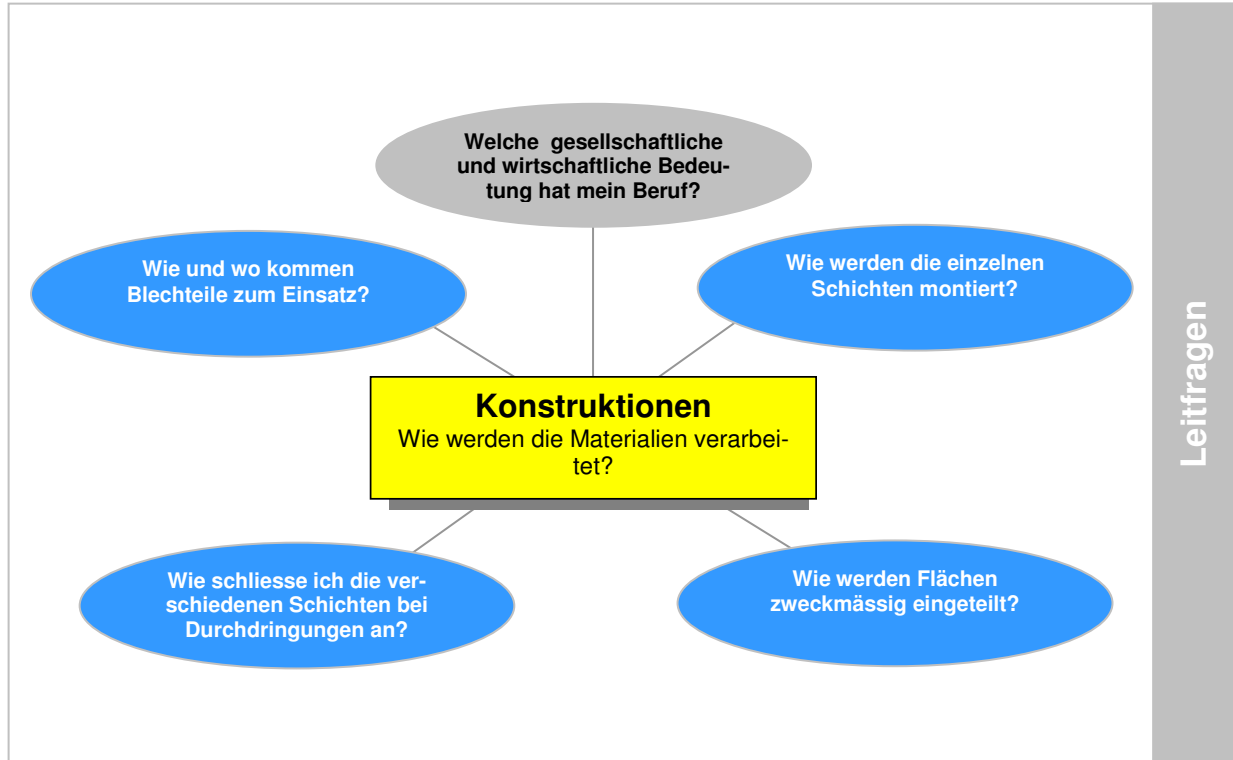 Welche gesellschaftliche
und wirtschaftliche Bedeu-
tung hat mein Beruf?
Wie und wo kommen
Blechteile zum Einsatz?
Wie werden die einzelnen
Schichten montiert?
Konstruktionen
Wie werden die Materialien verarbei-
tet?
Wie schliesse ich die ver-
schiedenen Schichten bei
Durchdringungen an?
Wie werden Flächen
zweckmässig eingeteilt?
Leitfragen